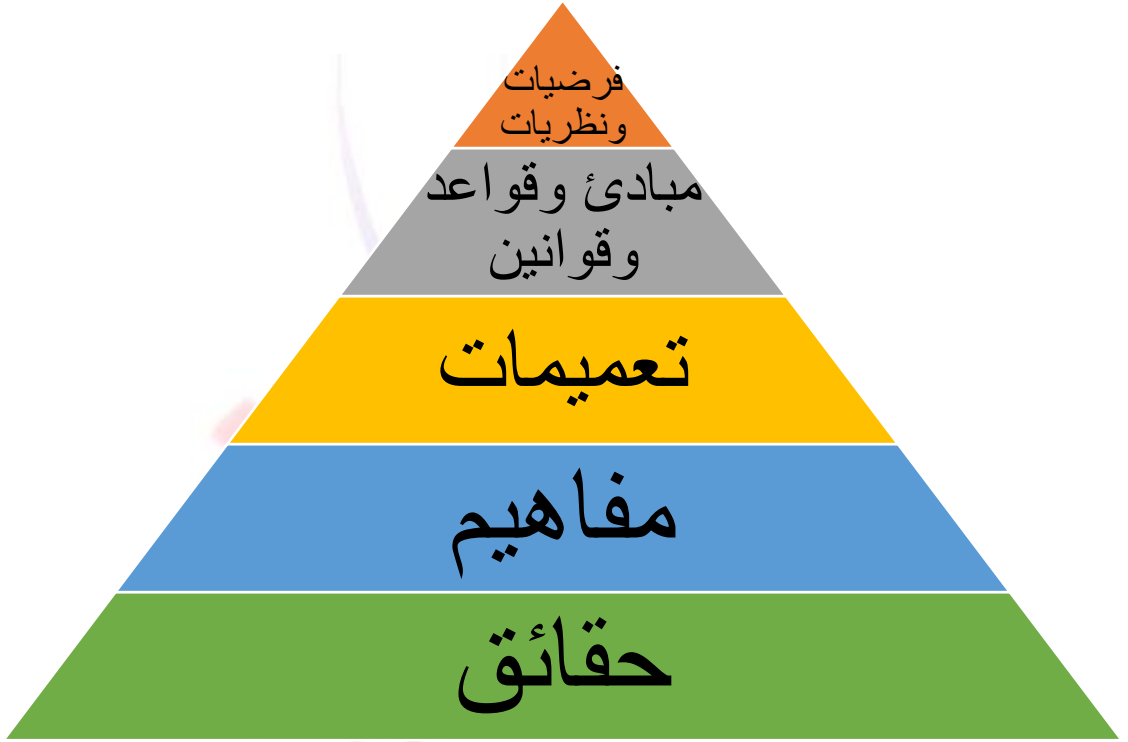 فرضيات
ونظريات
مبادئ وقواعد
وقوانين
تعميمات
مفاهيم
حقائق